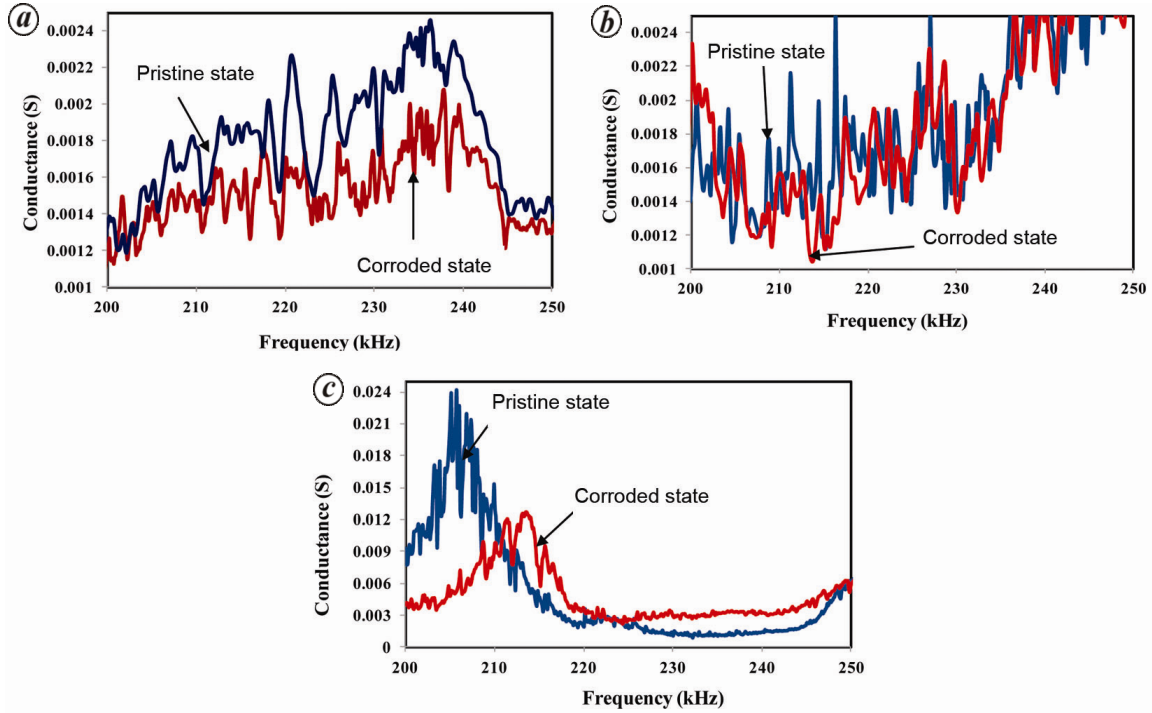 a
0.0024
0.0022
0.002
0.0018
0.0016
0.0014
0.0012
0.001
Conductance (S)
Pristine state
Corroded state
200 210 220 230 240 250
Frequency (kHz)
b
0.0024
0.0022
0.002
0.0018
0.0016
0.0014
0.0012
0.001
Conductance (S)
Pristine state
Corroded state
200 210 220 230 240 250
Frequency (kHz)
c
0.024
0.021
0.018
0.015
0.012
0.009
0.006
0.003
0
Conductance (S)
Pristine state
Corroded state
200 210 220 230 240 250
Frequency (kHz)